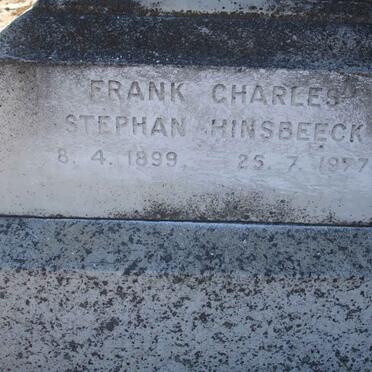 FRANK CHARLES
STEPHAN HINSBEECK
8. 4. 1899. 25. 7. 1977